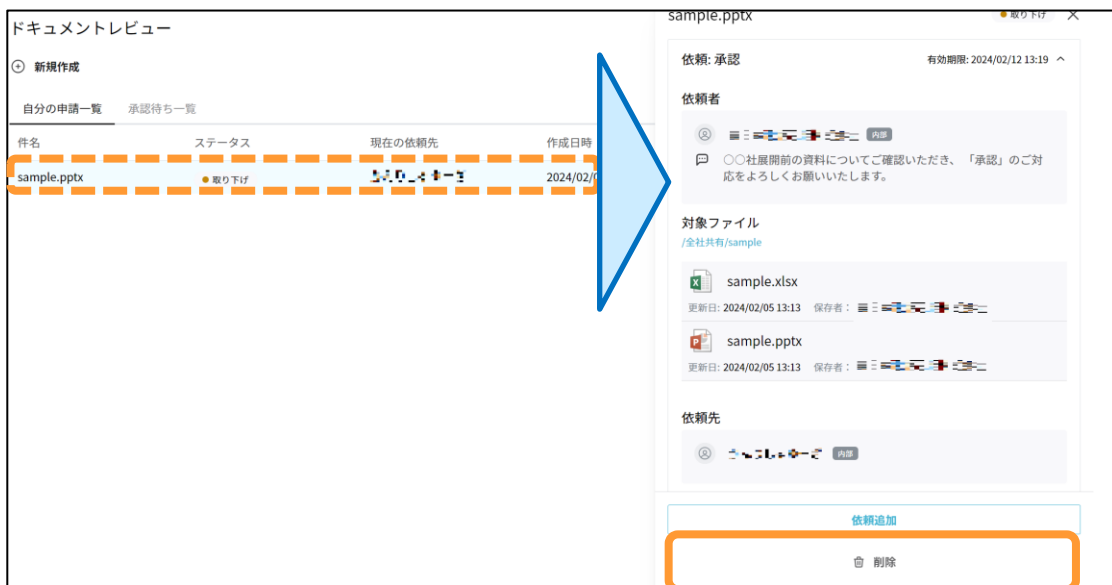 ドキュメントレビュー
新規作成
自分の申請一覧 承認待ち一覧
件名 ステータス 現在の依頼先 作成日時
sample.pptx 取り下げ 2024/02/0
sample.pptx 取り下げ
依頼: 承認 有効期限: 2024/02/12 13:19
依頼者
内部
○○社展開前の資料についてご確認いただき、「承認」のご対
応をよろしくお願いいたします。
対象ファイル
/全社共有/sample
sample.xlsx
更新日: 2024/02/05 13:13 保存者：
sample.pptx
更新日: 2024/02/05 13:13 保存者：
依頼先
内部
依頼追加
削除